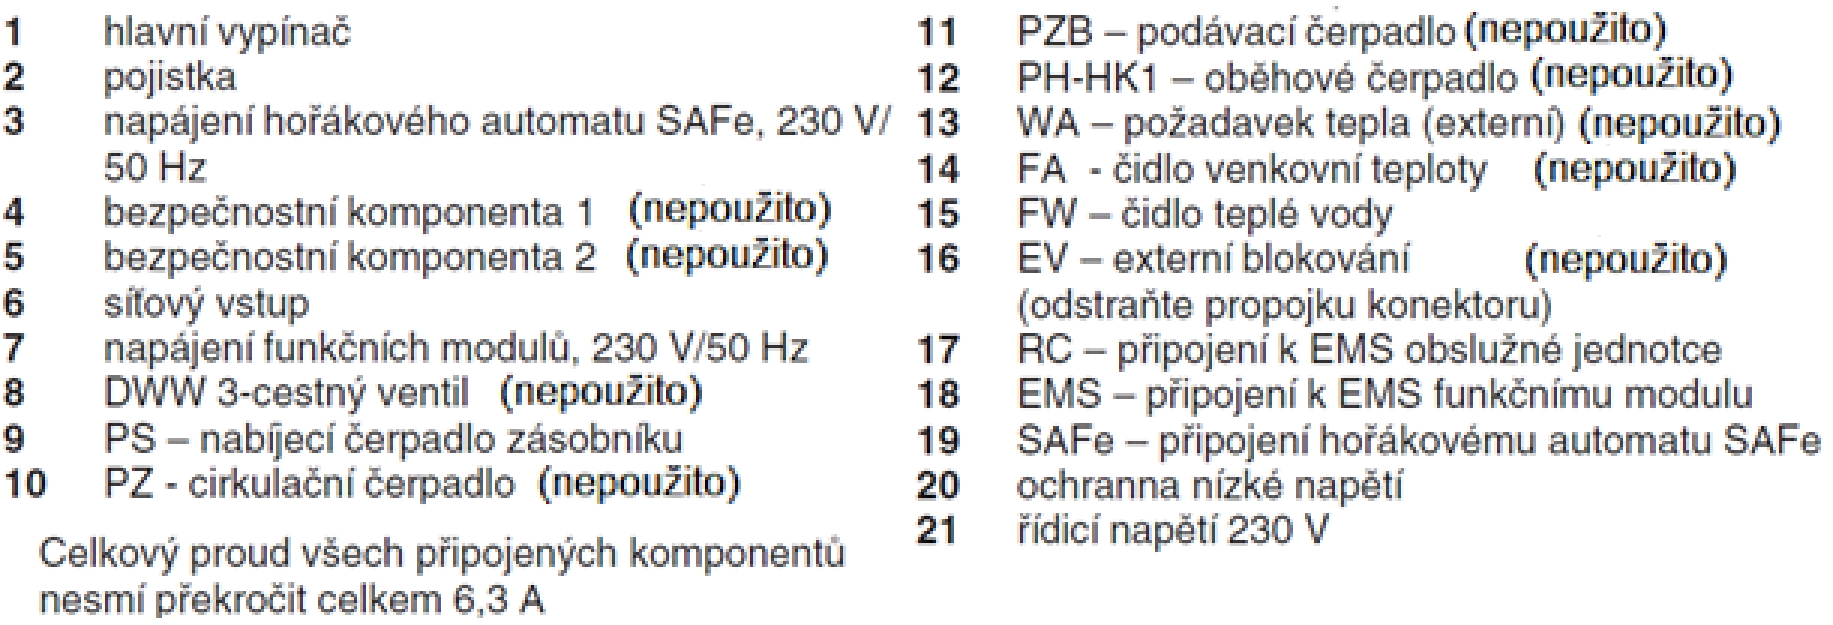 1 hlavní vypínač
2 pojistka
3 napájení hořákového automatu SAFe, 230 V/
50 Hz
4 bezpečnostní komponenta 1 (nepoužito)
5 bezpečnostní komponenta 2 (nepoužito)
6 síťový vstup
7 napájení funkčních modulů, 230 V/50 Hz
8 DWW 3-cestný ventil (nepoužito)
9 PS – nabíjecí čerpadlo zásobníku
10 PZ - cirkulační čerpadlo (nepoužito)
Celkový proud všech připojených komponentů
nesmí překročit celkem 6,3 A
11 PZB – podávací čerpadlo (nepoužito)
12 PH-HK1 – oběhové čerpadlo (nepoužito)
13 WA – požadavek tepla (externí) (nepoužito)
14 FA - čidlo venkovní teploty (nepoužito)
15 FW – čidlo teplé vody
16 EV – externí blokování (nepoužito)
(odstraňte propojku konektoru)
17 RC – připojení k EMS obslužné jednotce
18 EMS – připojení k EMS funkčnímu modulu
19 SAFe – připojení hořákovému automatu SAFe
20 ochranna nízké napětí
21 řídicí napětí 230 V